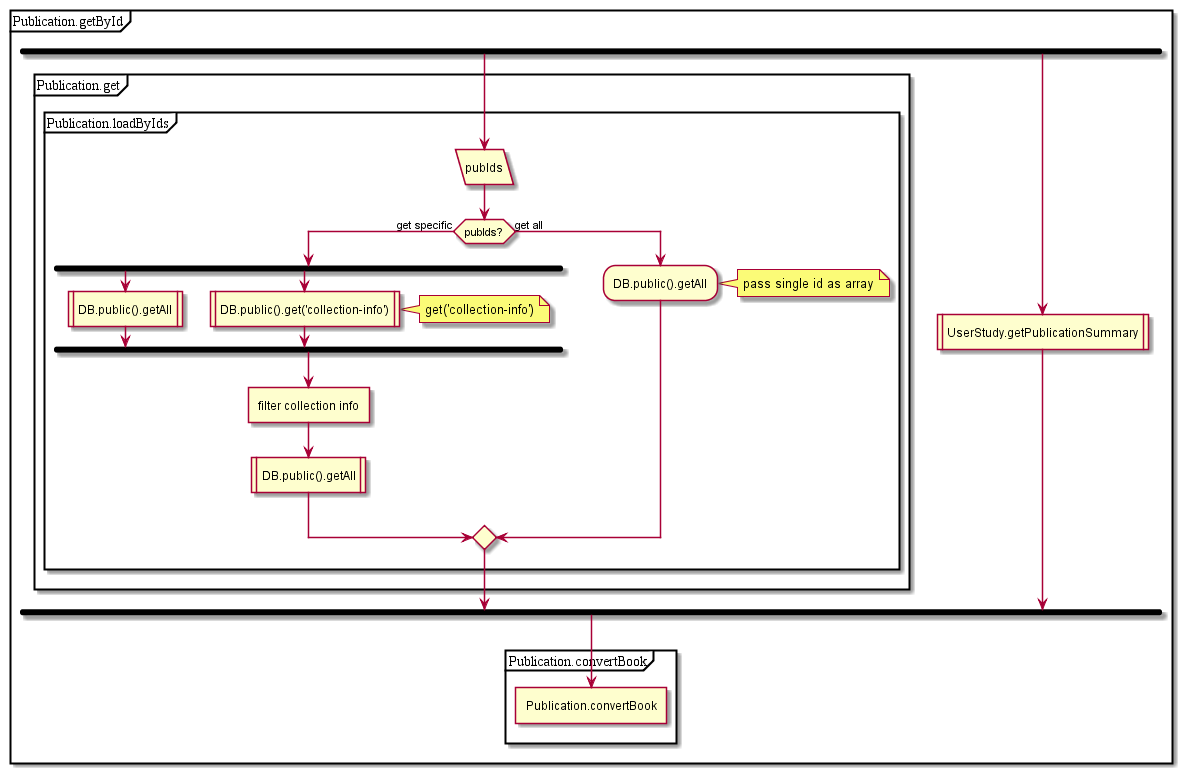 Publication.getById
Publication.get
Publication.loadByIds
pubIds
get specific
pubIds?
get all
DB.public().getAll
DB.public().get('collection-info')
get('collection-info')
DB.public().getAll
pass single id as array
UserStudy.getPublicationSummary
filter collection info
DB.public().getAll
Publication.convertBook
Publication.convertBook